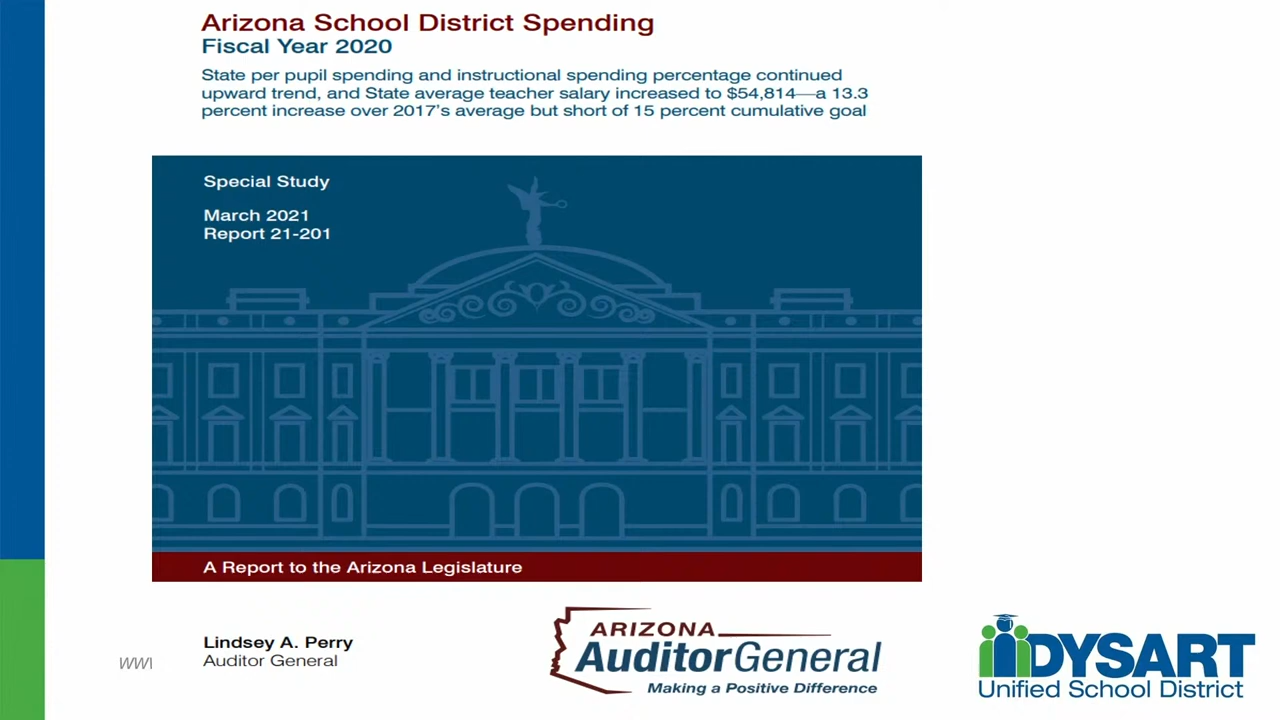 Arizona School District Spending
Fiscal Year 2020
State per pupil spending and instructional spending percentage continued
upward trend, and State average teacher salary increased to $54,814—a 13.3
percent increase over 2017's average but short of 15 percent cumulative goal
Special Study
March 2021
Report 21-201
A Report to the Arizona Legislature
Lindsey A. Perry
Auditor General
ARIZONA
AuditorGeneral
Making a Positive Difference
DYSART
Unified School District